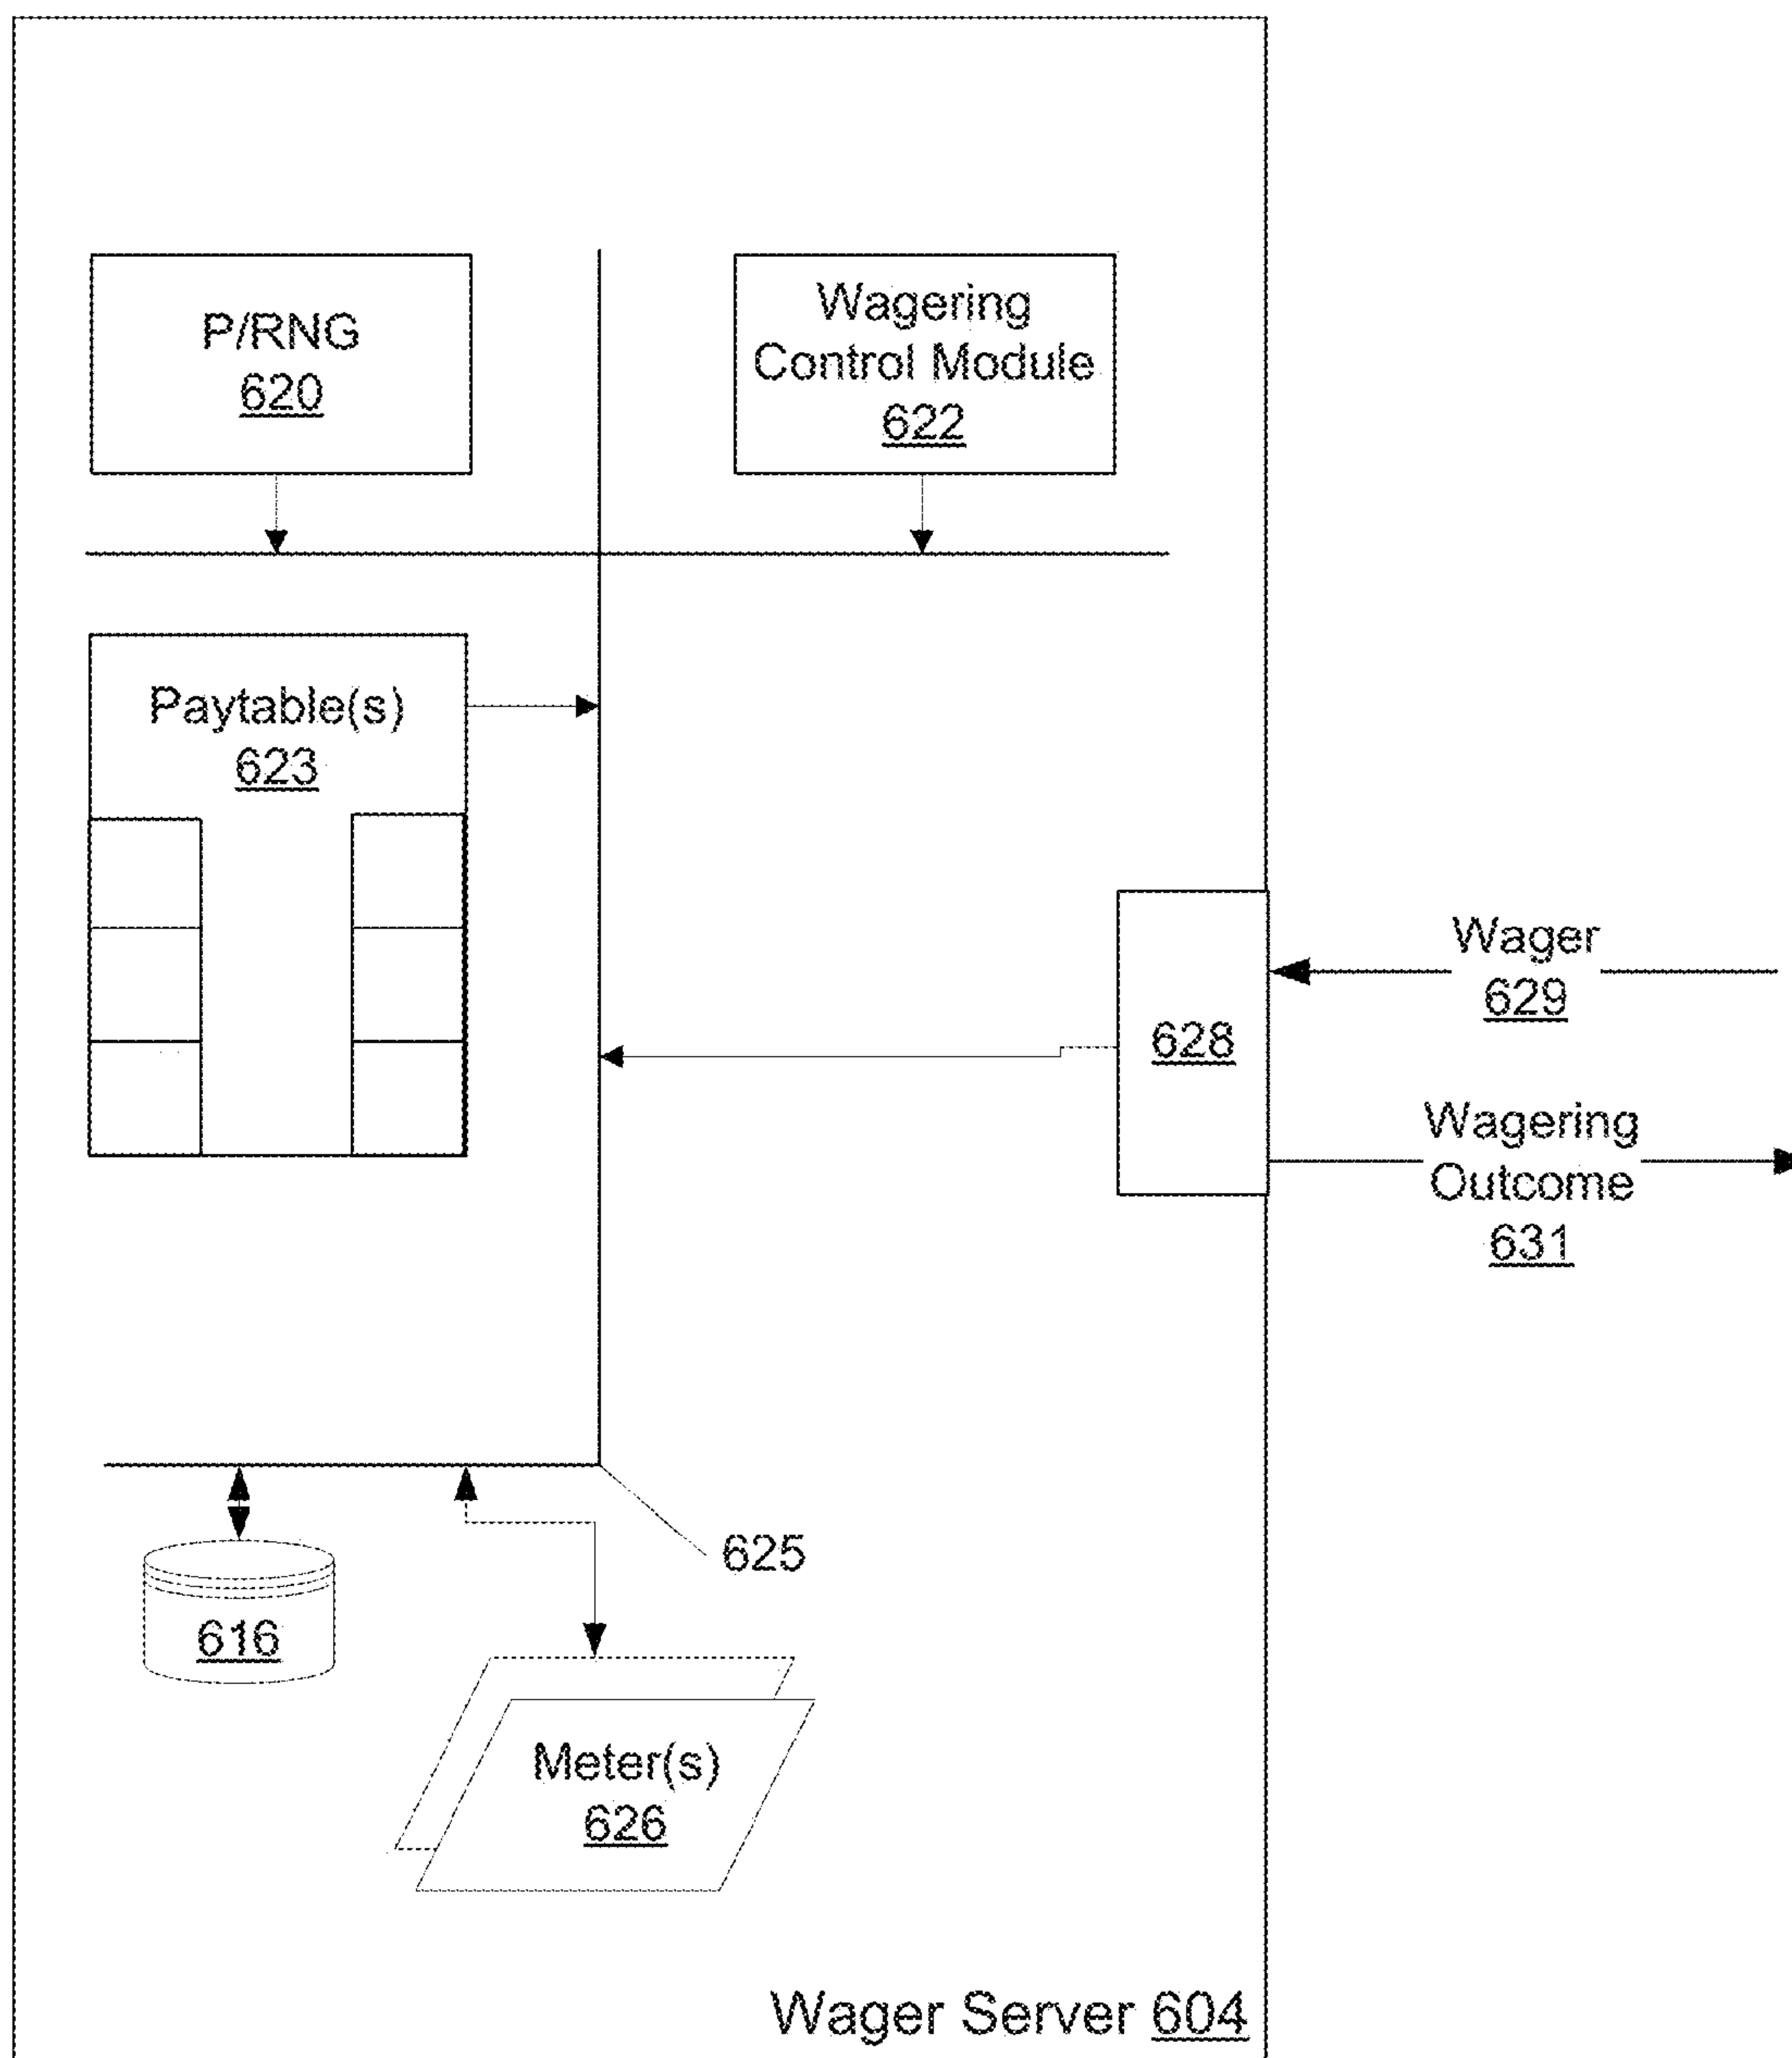 P/RNG
620
Wagering
Control Module
622
Paytable(s)
623
Wager
629
628
Wagering
Outcome
631
625
616
Meter(s)
626
Wager Server 604